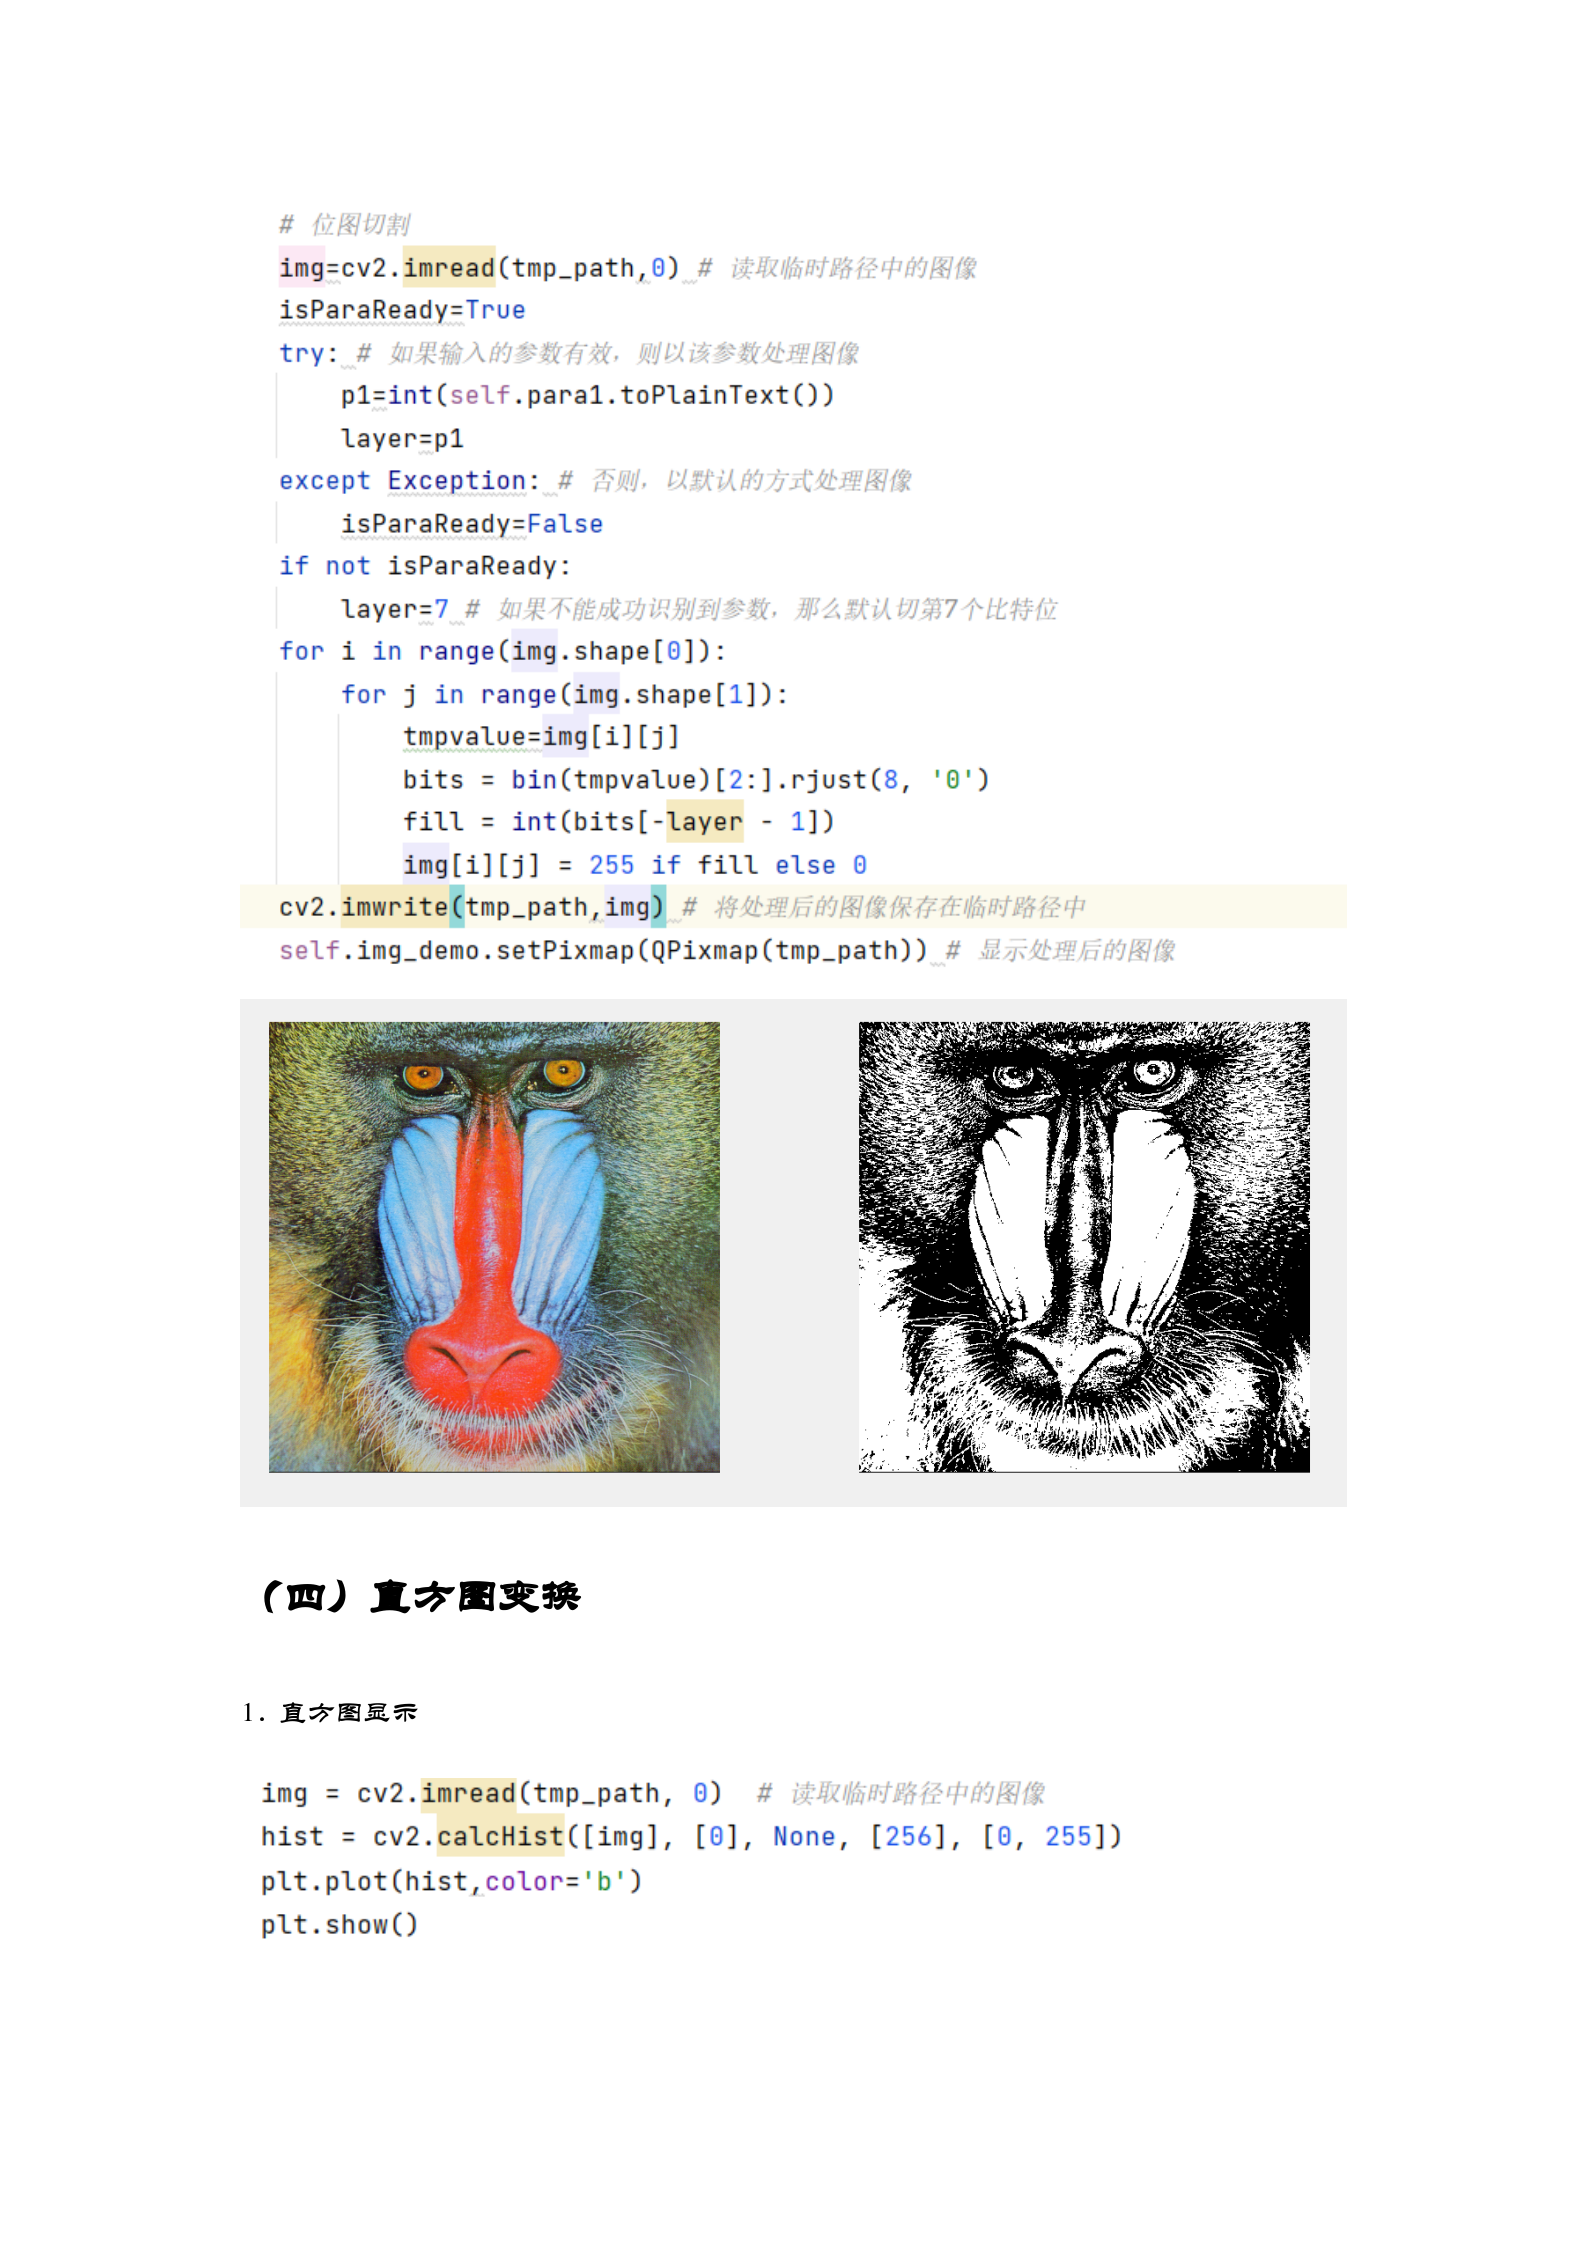 # 位图切割
img=cv2.imread(tmp_path,0) # 读取临时路径中的图像
isParaReady=True
try: # 如果输入的参数有效，则以该参数处理图像
    p1=int(self.para1.toPlainText())
    layer=p1
except Exception: # 否则，以默认的方式处理图像
    isParaReady=False
if not isParaReady:
    layer=7 # 如果不能成功识别到参数，那么默认切第7个比特位
for i in range(img.shape[0]):
    for j in range(img.shape[1]):
        tmpvalue=img[i][j]
        bits = bin(tmpvalue)[2:].rjust(8, '0')
        fill = int(bits[-layer - 1])
        img[i][j] = 255 if fill else 0
cv2.imwrite(tmp_path,img) # 将处理后的图像保存在临时路径中
self.img_demo.setPixmap(QPixmap(tmp_path)) # 显示处理后的图像
（四）直方图变换
1. 直方图显示
img = cv2.imread(tmp_path, 0)  # 读取临时路径中的图像
hist = cv2.calcHist([img], [0], None, [256], [0, 255])
plt.plot(hist,color='b')
plt.show()